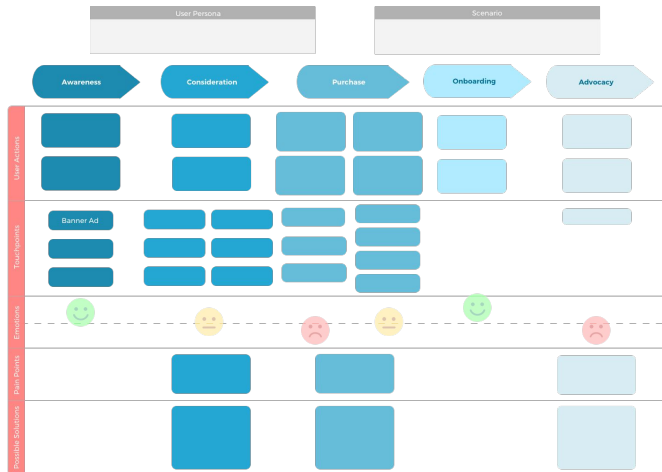 User Persona
Scenario
Awareness
Consideration
Purchase
Onboarding
Advocacy
User Actions
Touchpoints
Banner Ad
Emotions
Pain Points
Possible Solutions